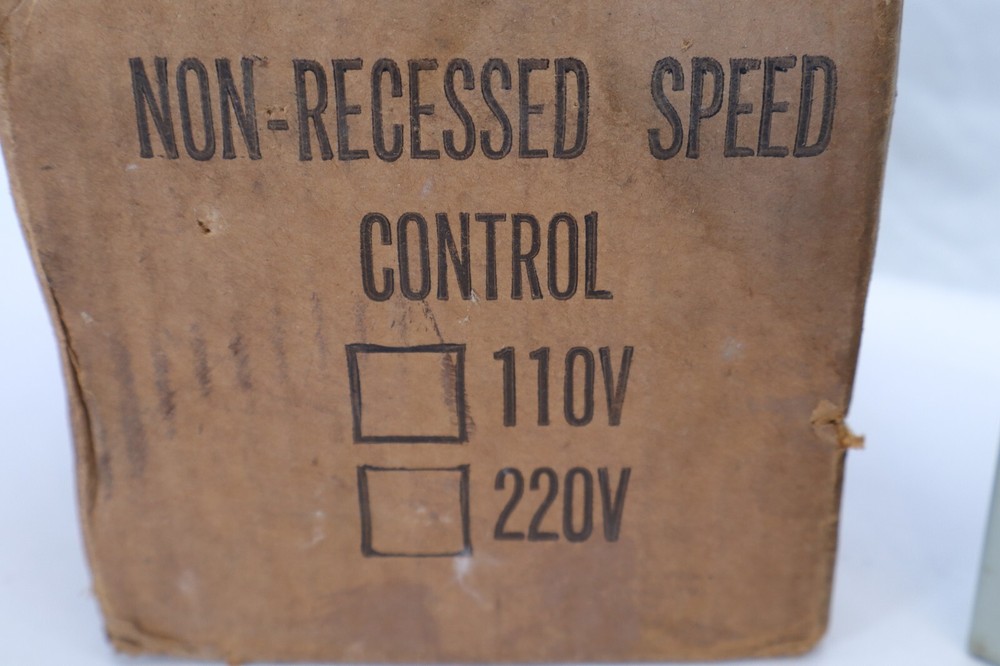 NON-RECESSED SPEED
CONTROL
110V
220V